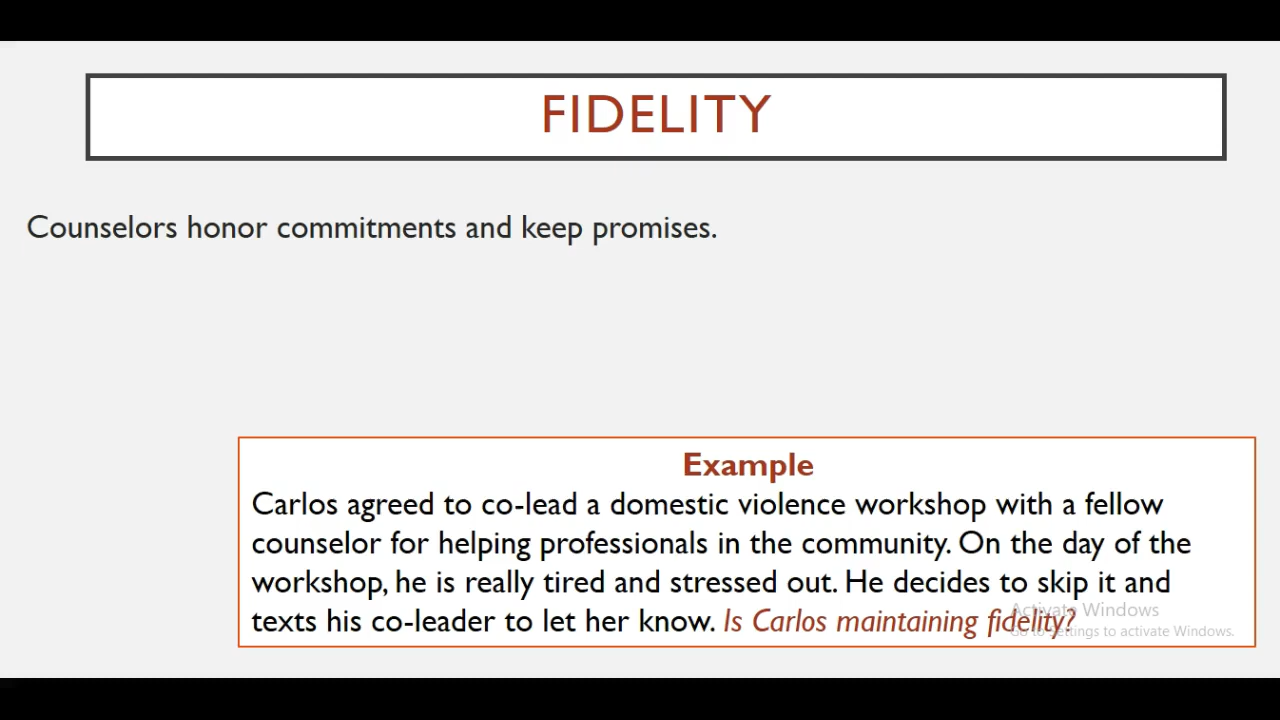 FIDELITY
Counselors honor commitments and keep promises.
Example
Carlos agreed to co-lead a domestic violence workshop with a fellow
counselor for helping professionals in the community. On the day of the
workshop, he is really tired and stressed out. He decides to skip it and
texts his co-leader to let her know. Is Carlos maintaining fidelity?
Activate Windows
Go to Settings to activate Windows.